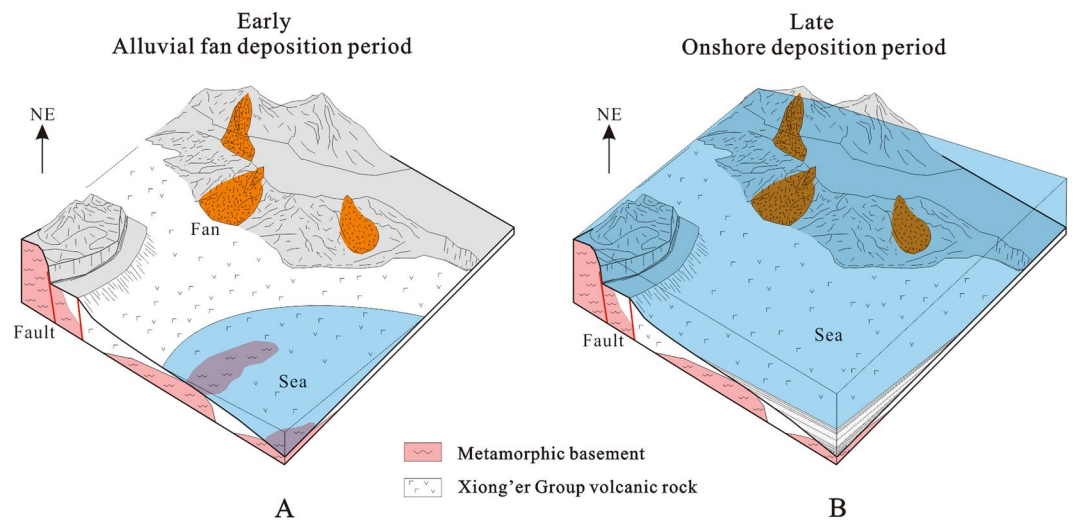 Early
Alluvial fan deposition period
Late
Onshore deposition period
NE
NE
Fan
Fault
Sea
Sea
Fault
Metamorphic basement
Xiong'er Group volcanic rock
A
B